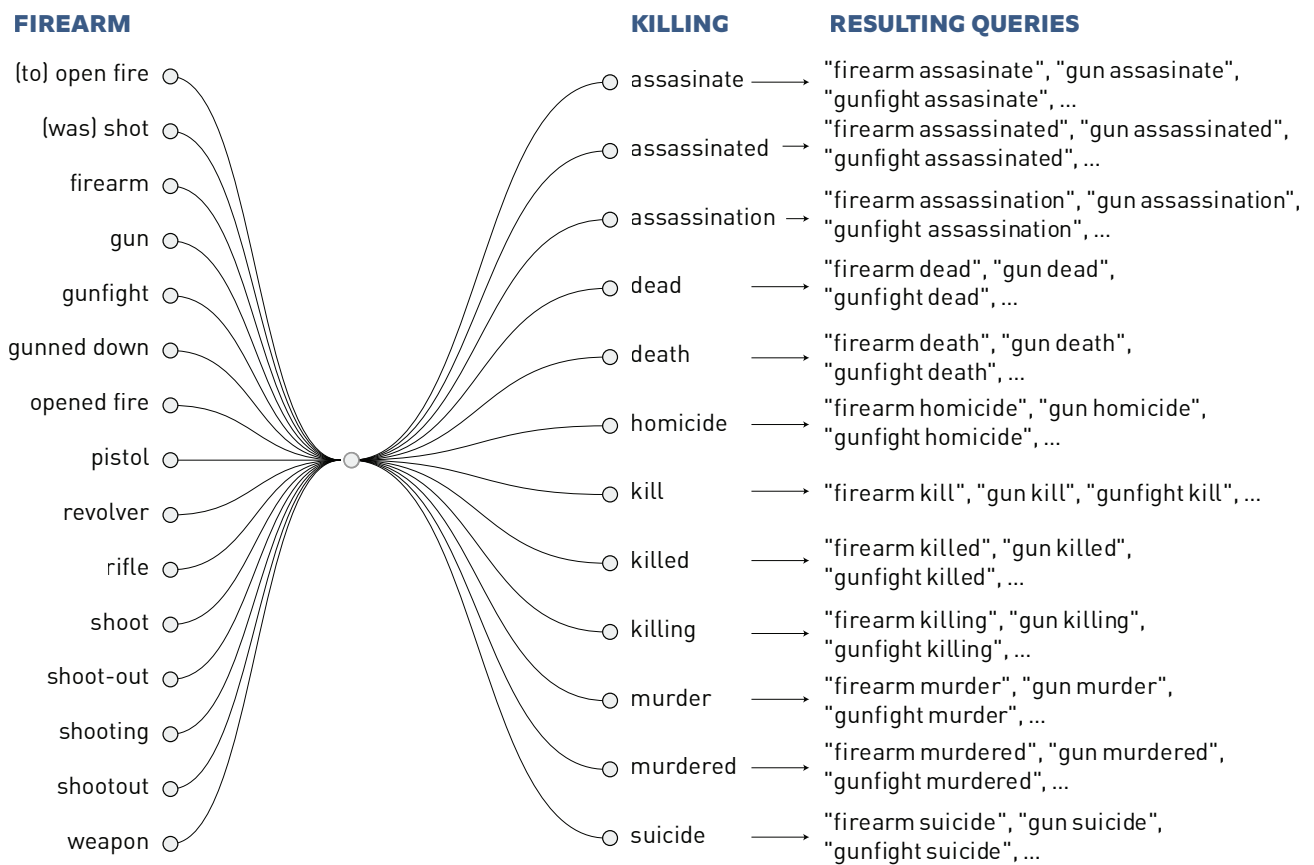 FIREARM
(to) open fire
(was) shot
firearm
gun
gunfight
gunned down
opened fire
pistol
revolver
rifle
shoot
shoot-out
shooting
shootout
weapon
KILLING
assasinate
assassinated
assassination
dead
death
homicide
kill
killed
killing
murder
murdered
suicide
RESULTING QUERIES
"firearm assasinate", "gun assasinate",
"gunfight assasinate", ...
"firearm assassinated", "gun assassinated",
"gunfight assassinated", ...
"firearm assassination", "gun assassination",
"gunfight assassination", ...
"firearm dead", "gun dead",
"gunfight dead", ...
"firearm death", "gun death",
"gunfight death", ...
"firearm homicide", "gun homicide",
"gunfight homicide", ...
"firearm kill", "gun kill", "gunfight kill", ...
"firearm killed", "gun killed",
"gunfight killed", ...
"firearm killing", "gun killing",
"gunfight killing", ...
"firearm murder", "gun murder",
"gunfight murder", ...
"firearm murdered", "gun murdered",
"gunfight murdered", ...
"firearm suicide", "gun suicide",
"gunfight suicide", ...